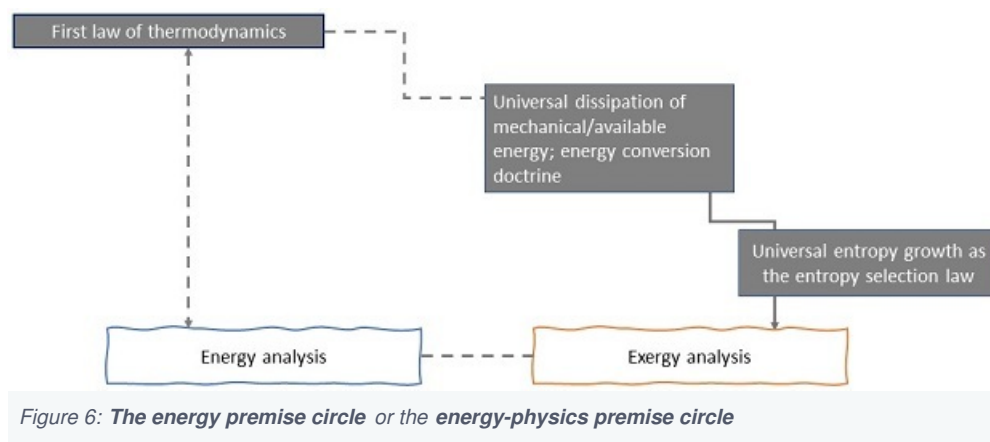 First law of thermodynamics
Universal dissipation of
mechanical/available
energy; energy conversion
doctrine
Universal entropy growth as
the entropy selection law
Energy analysis
Exergy analysis
Figure 6: The energy premise circle or the energy-physics premise circle